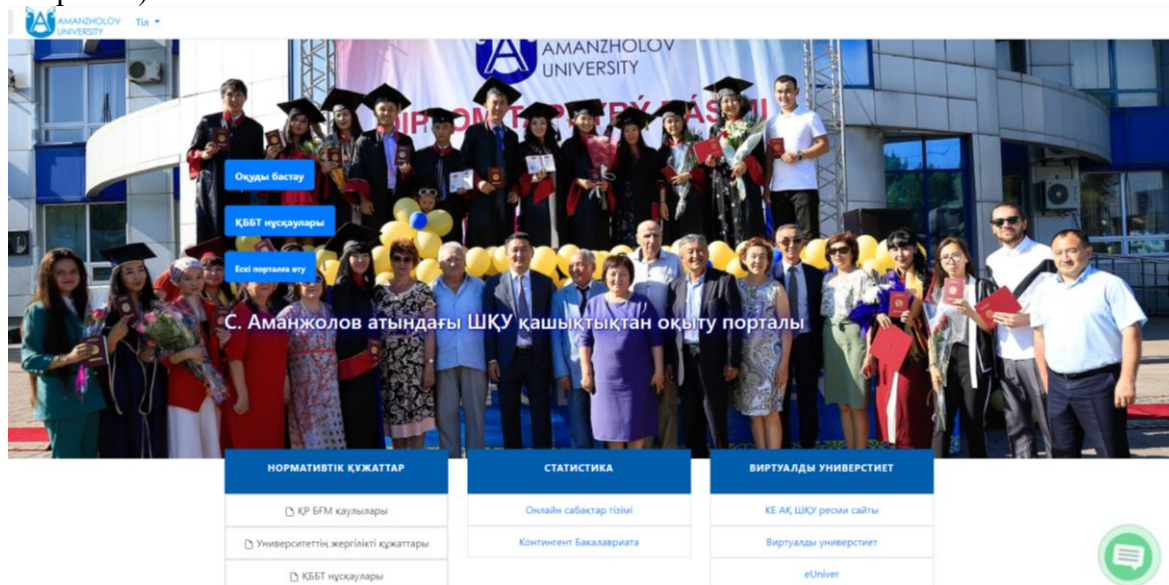 AMANZHOLOV
UNIVERSITY
Тіл
AMANZHOLOV
UNIVERSITY
Оқуды бастау
ҚББТ нұсқаулары
Ескі порталға өту
С. Аманжолов атындағы ШҚУ қашықтықтан оқыту порталы
НОРМАТИВТІК ҚҰЖАТТАР
СТАТИСТИКА
ВИРТУАЛДЫ УНИВЕРСТИЕТ
ҚР БҒМ қаулылары
Онлайн сабақтар тізімі
КЕ АҚ ШҚУ ресми сайты
Университеттің жергілікті құжаттары
Контингент Бакалавриата
Виртуалды универстиет
ҚББТ нұсқаулары
eUniver